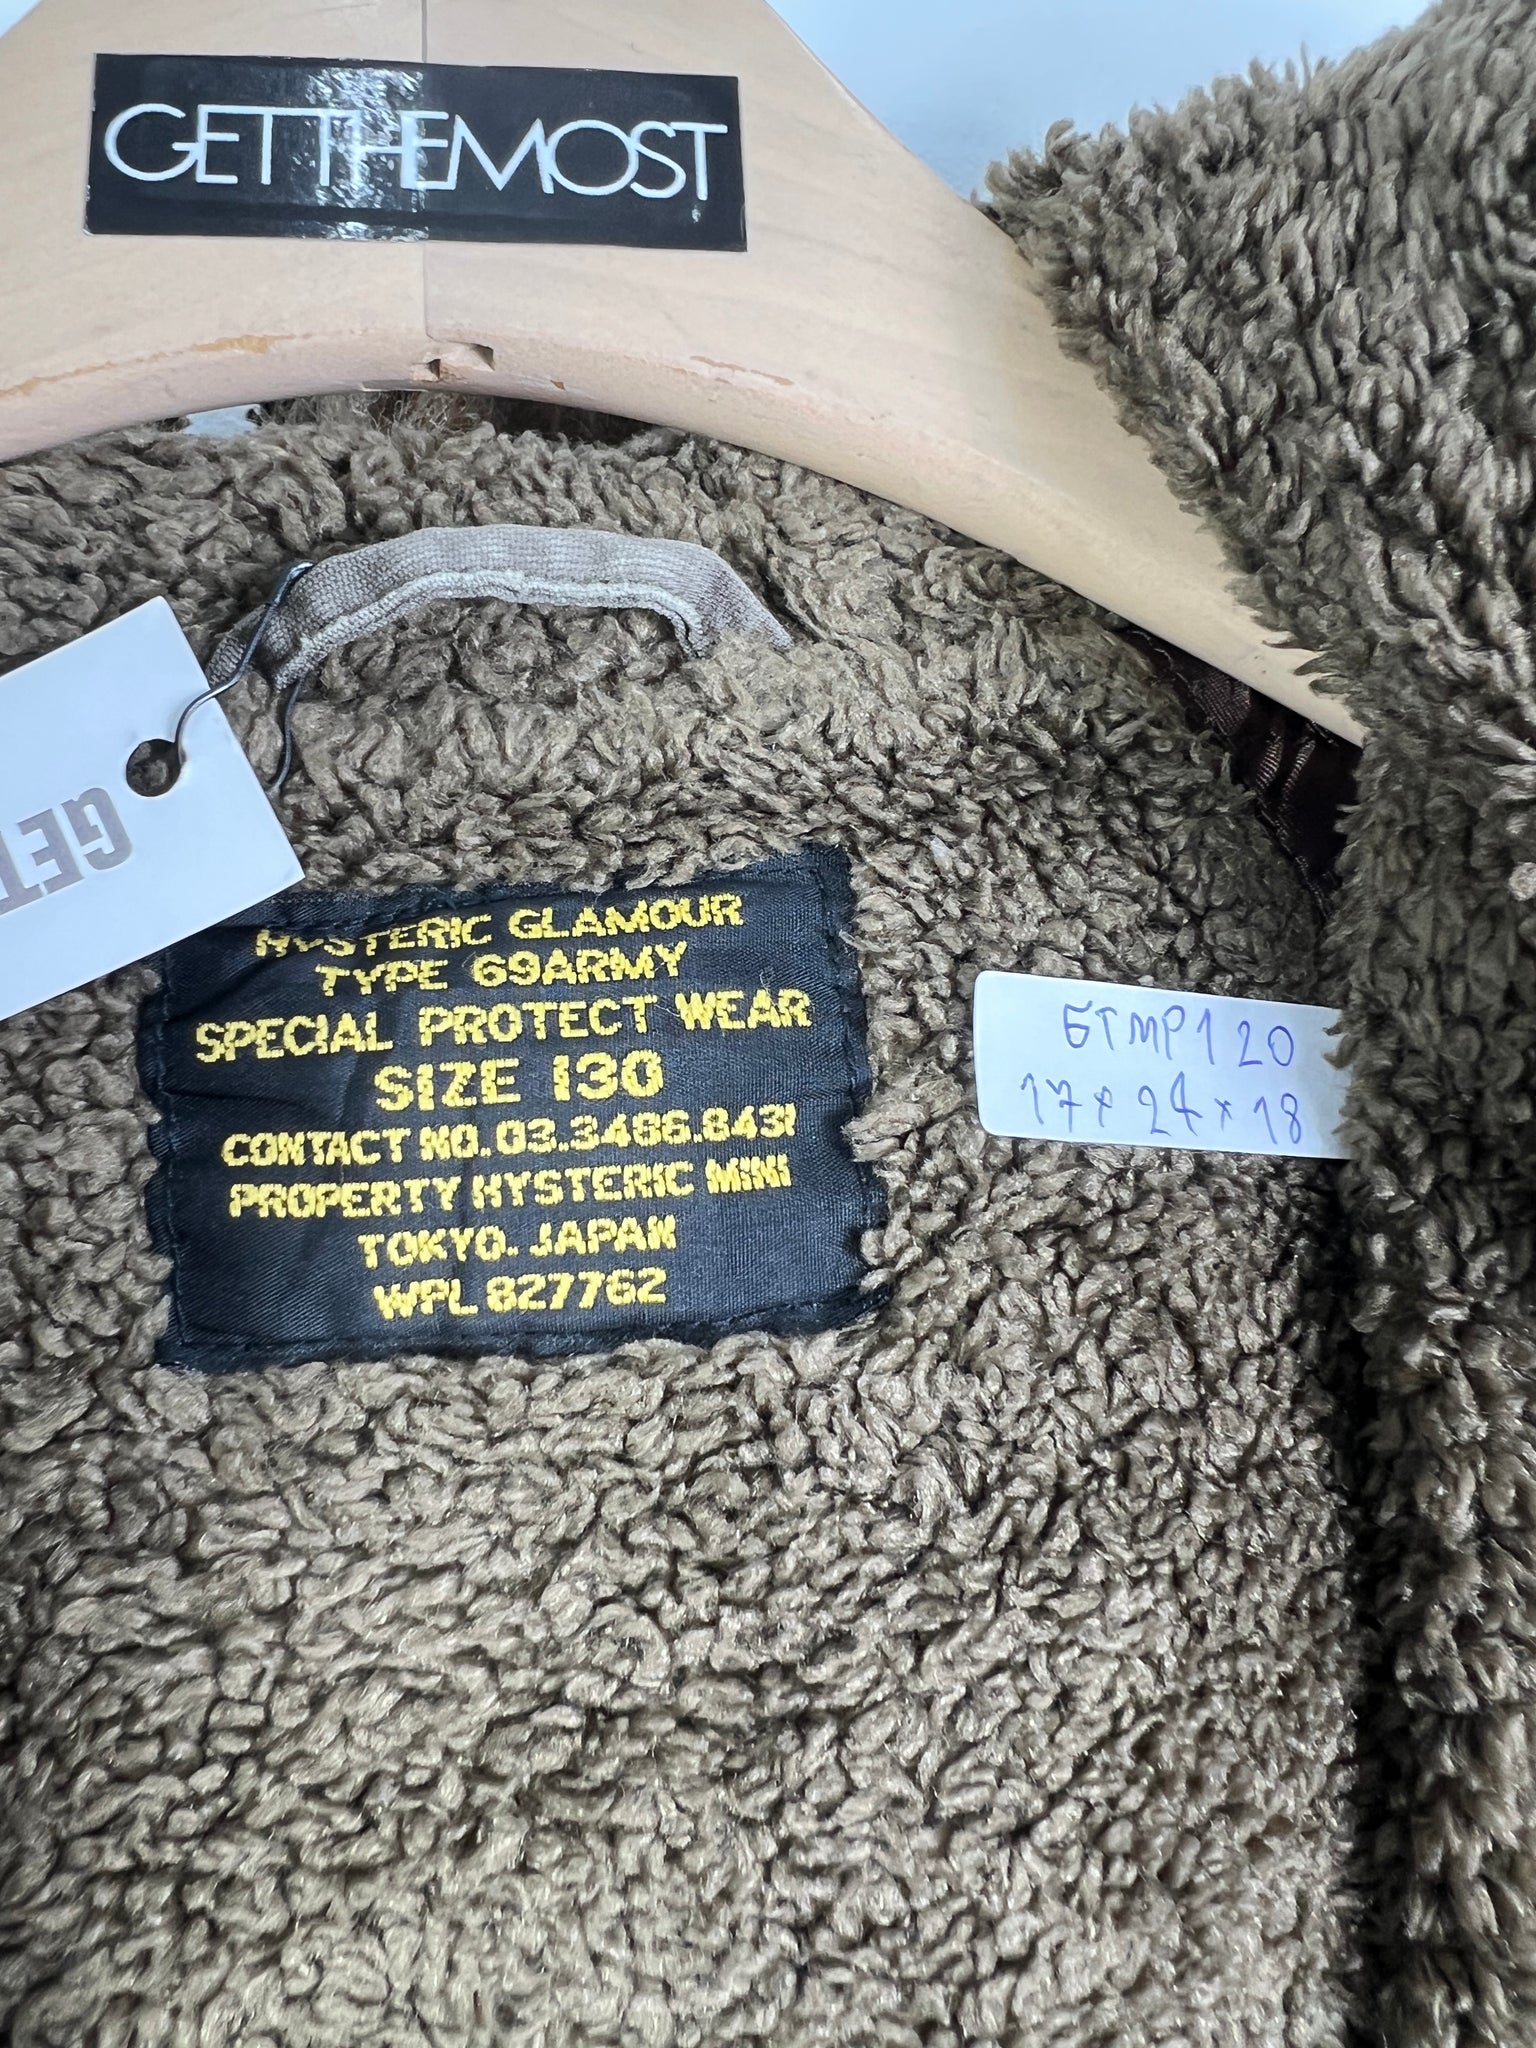 GETTHEMOST
GET
HYSTERIC GLAMOUR
TYPE 69ARMY
SPECIAL PROTECT WEAR
SIZE 130
CONTACT NO. 03.3486.8431
PROPERTY HYSTERIC MINI
TOKYO. JAPAN
WPL 827762
GTMP120
17x24x18